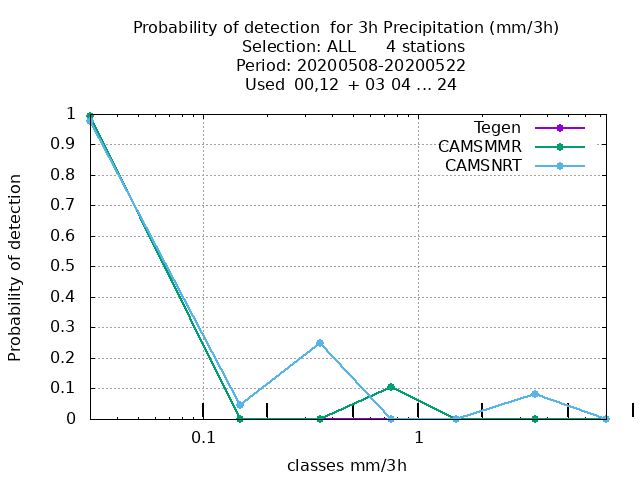 Probability of detection  for 3h Precipitation (mm/3h)
Selection: ALL      4 stations
Period: 20200508-20200522
Used  00,12  + 03 04 ... 24
Tegen
CAMSMMR
CAMSNRT
1
0.9
0.8
0.7
0.6
0.5
0.4
0.3
0.2
0.1
0
Probability of detection
0.1 1
classes mm/3h